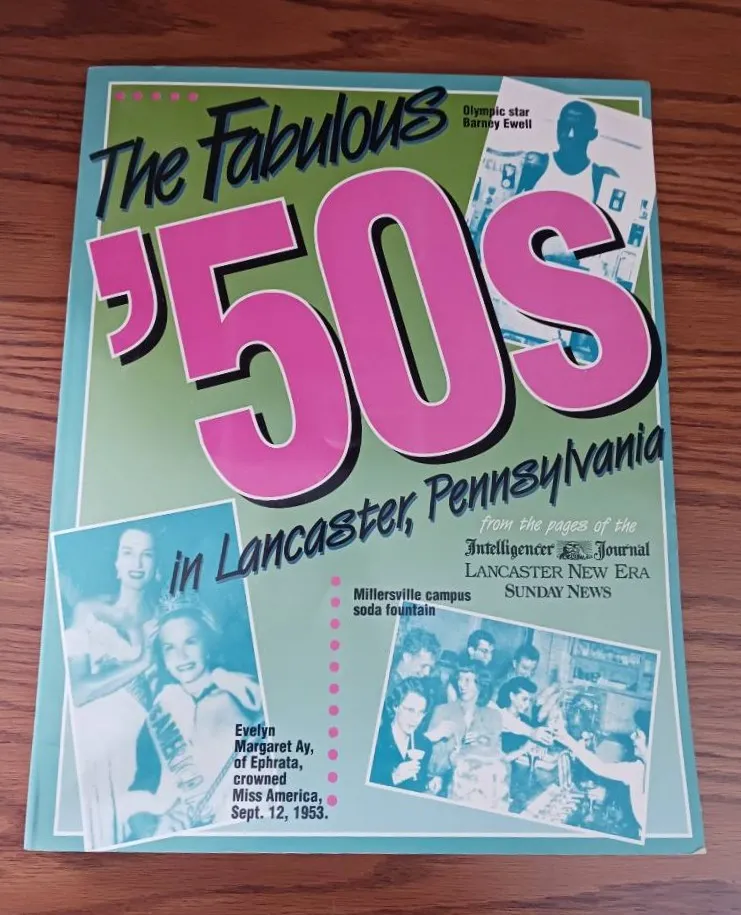 The Fabulous
'50s
in Lancaster, Pennsylvania
Olympic star
Barney Ewell
from the pages of the
Intelligencer Journal
LANCASTER NEW ERA
SUNDAY NEWS
Millersville campus
soda fountain
Evelyn
Margaret Ay,
of Ephrata,
crowned
Miss America,
Sept. 12, 1953.